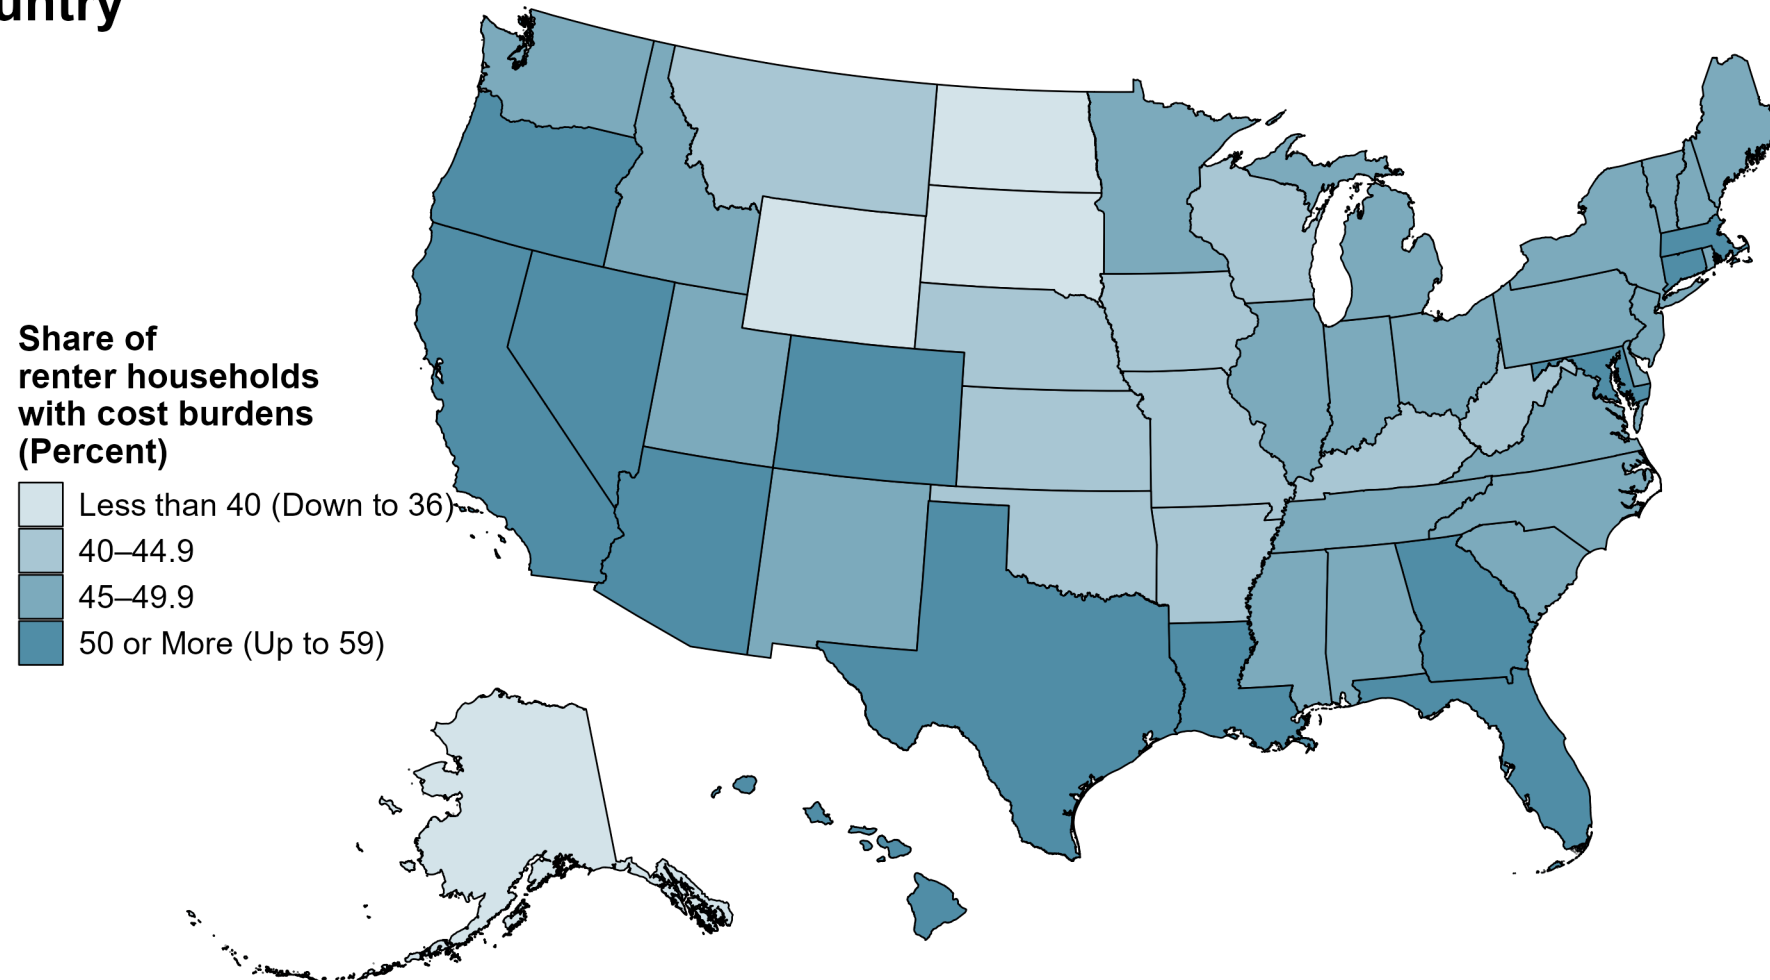 Share of
renter households
with cost burdens
(Percent)
Less than 40 (Down to 36)
40–44.9
45–49.9
50 or More (Up to 59)